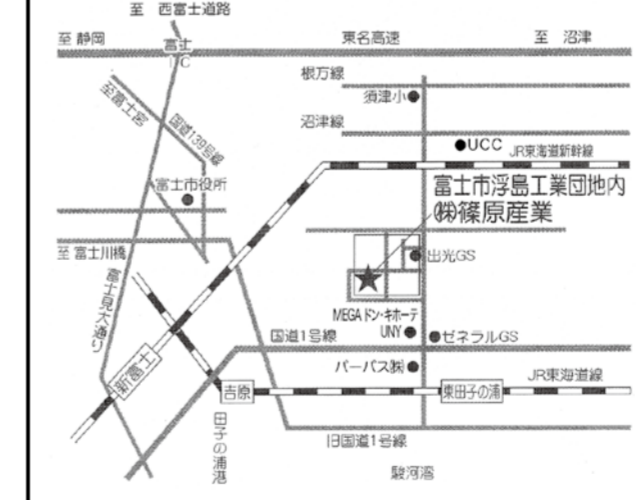 至 西富士道路
至 静岡
富士
IC
東名高速
至 沼津
根方線
須津小
至富士宮
国道139号線
沼津線
UCC
JR東海道新幹線
富士市役所
富士市浮島工業団地内
㈱篠原産業
至 富士川橋
出光GS
富士見大通り
MEGAドン・キホーテ
UNY
国道1号線
ゼネラルGS
新富士
パーパス㈱
JR東海道線
吉原
東田子の浦
田子の浦港
旧国道1号線
駿河湾